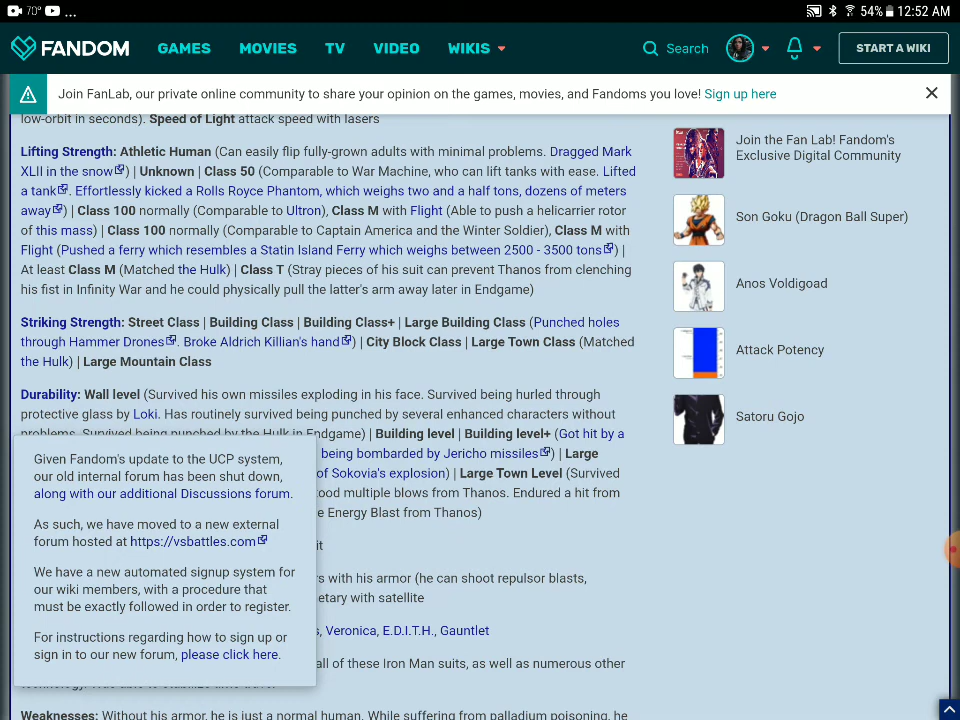 70°
...
54%
12:52 AM
FANDOM
GAMES
MOVIES
TV
VIDEO
WIKIS
Search
START A WIKI
Join FanLab, our private online community to share your opinion on the games, movies, and Fandoms you love! Sign up here
low-orbit in seconds). Speed of Light attack speed with lasers
Lifting Strength: Athletic Human (Can easily flip fully-grown adults with minimal problems. Dragged Mark
XLII in the snow) | Unknown | Class 50 (Comparable to War Machine, who can lift tanks with ease. Lifted
a tank. Effortlessly kicked a Rolls Royce Phantom, which weighs two and a half tons, dozens of meters
away) | Class 100 normally (Comparable to Ultron), Class M with Flight (Able to push a helicarrier rotor
of this mass) | Class 100 normally (Comparable to Captain America and the Winter Soldier), Class M with
Flight (Pushed a ferry which resembles a Statin Island Ferry which weighs between 2500 - 3500 tons) |
At least Class M (Matched the Hulk) | Class T (Stray pieces of his suit can prevent Thanos from clenching
his fist in Infinity War and he could physically pull the latter's arm away later in Endgame)
Striking Strength: Street Class | Building Class | Building Class+ | Large Building Class (Punched holes
through Hammer Drones. Broke Aldrich Killian's hand) | City Block Class | Large Town Class (Matched
the Hulk) | Large Mountain Class
Durability: Wall level (Survived his own missiles exploding in his face. Survived being hurled through
protective glass by Loki. Has routinely survived being punched by several enhanced characters without
problems. Survived being punched by the Hulk in Endgame) | Building level | Building level+ (Got hit by a
being bombarded by Jericho missiles) | Large
of Sokovia's explosion) | Large Town Level (Survived
ood multiple blows from Thanos. Endured a hit from
e Energy Blast from Thanos)
it
s with his armor (he can shoot repulsor blasts,
etary with satellite
s, Veronica, E.D.I.T.H., Gauntlet
all of these Iron Man suits, as well as numerous other
Weaknesses: Without his armor, he is just a normal human. While suffering from palladium poisoning, he
Given Fandom's update to the UCP system,
our old internal forum has been shut down,
along with our additional Discussions forum.
As such, we have moved to a new external
forum hosted at https://vsbattles.com
We have a new automated signup system for
our wiki members, with a procedure that
must be exactly followed in order to register.
For instructions regarding how to sign up or
sign in to our new forum, please click here.
Join the Fan Lab! Fandom's
Exclusive Digital Community
Son Goku (Dragon Ball Super)
Anos Voldigoad
Attack Potency
Satoru Gojo